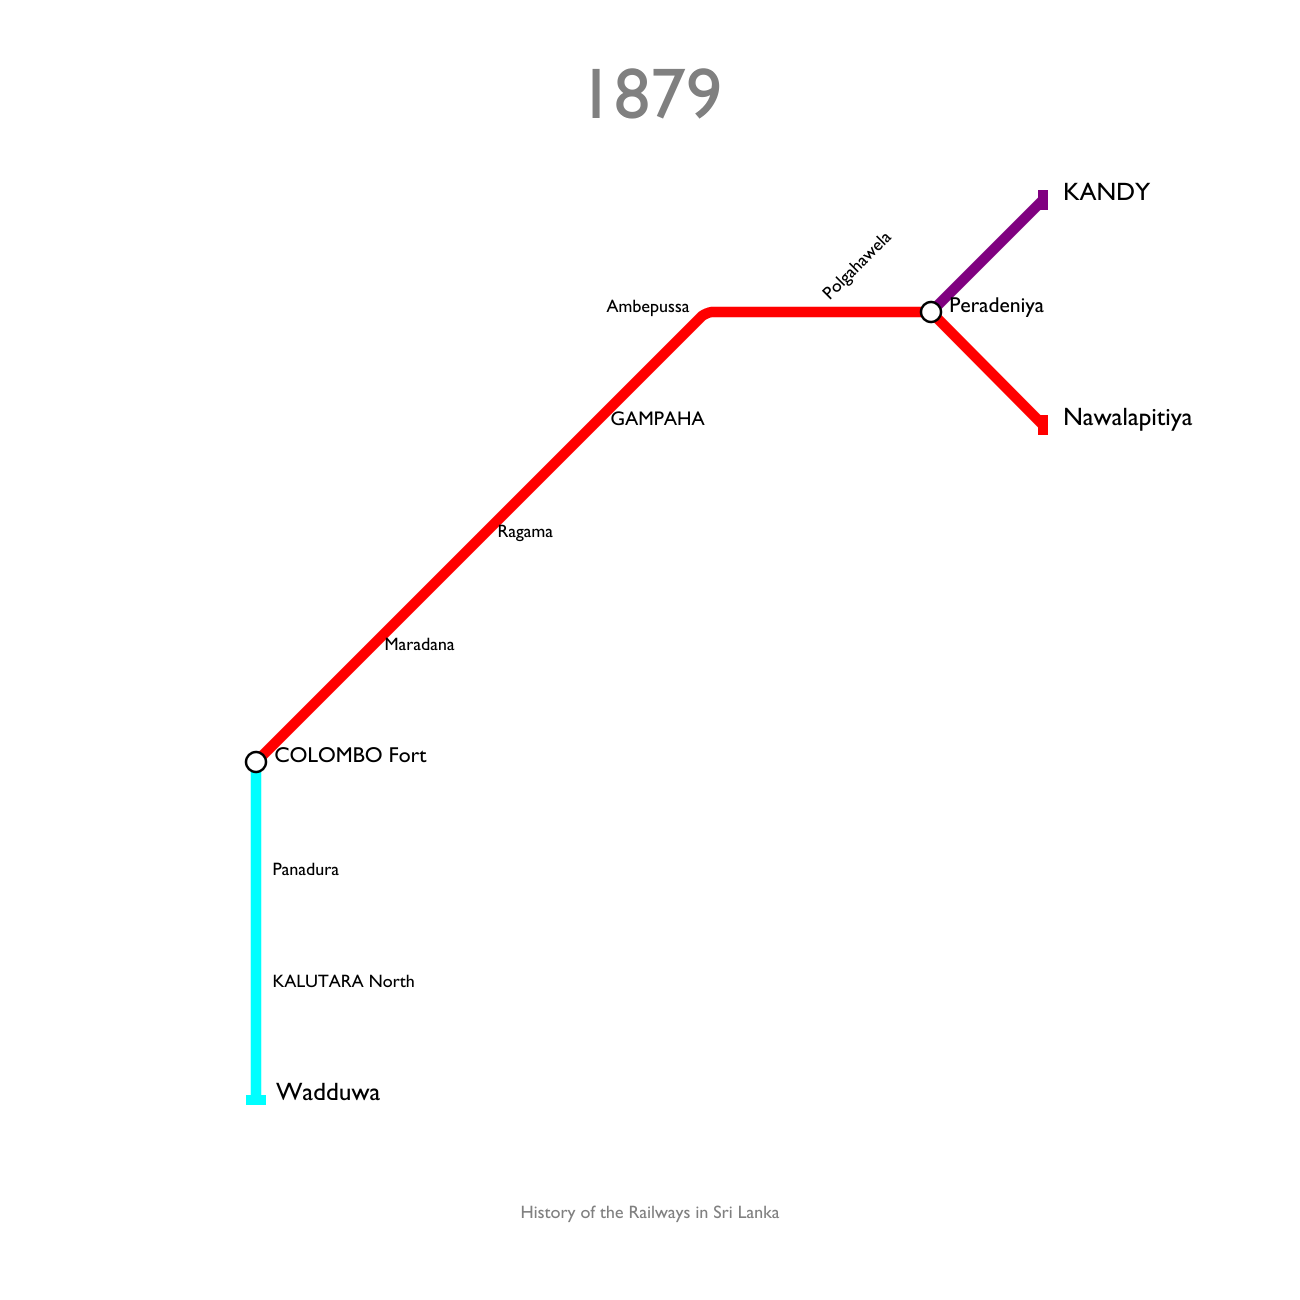 1879
KANDY
Polgahawela
Ambepussa
Peradeniya
GAMPAHA
Nawalapitiya
Ragama
Maradana
COLOMBO Fort
Panadura
KALUTARA North
Wadduwa
History of the Railways in Sri Lanka